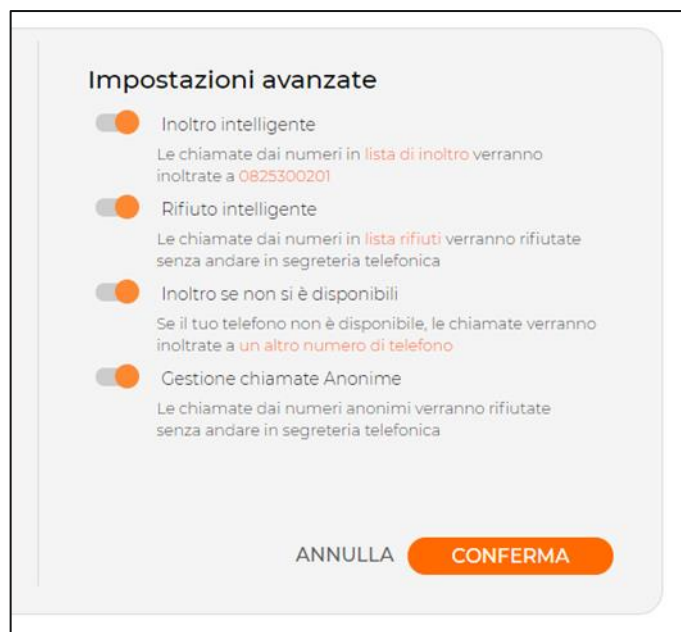 Impostazioni avanzate
Inoltro intelligente
Le chiamate dai numeri in lista di inoltro verranno
inoltrate a 0825300201
Rifiuto intelligente
Le chiamate dai numeri in lista rifiuti verranno rifiutate
senza andare in segreteria telefonica
Inoltro se non si è disponibili
Se il tuo telefono non è disponibile, le chiamate verranno
inoltrate a un altro numero di telefono
Gestione chiamate Anonime
Le chiamate dai numeri anonimi verranno rifiutate
senza andare in segreteria telefonica
ANNULLA CONFERMA